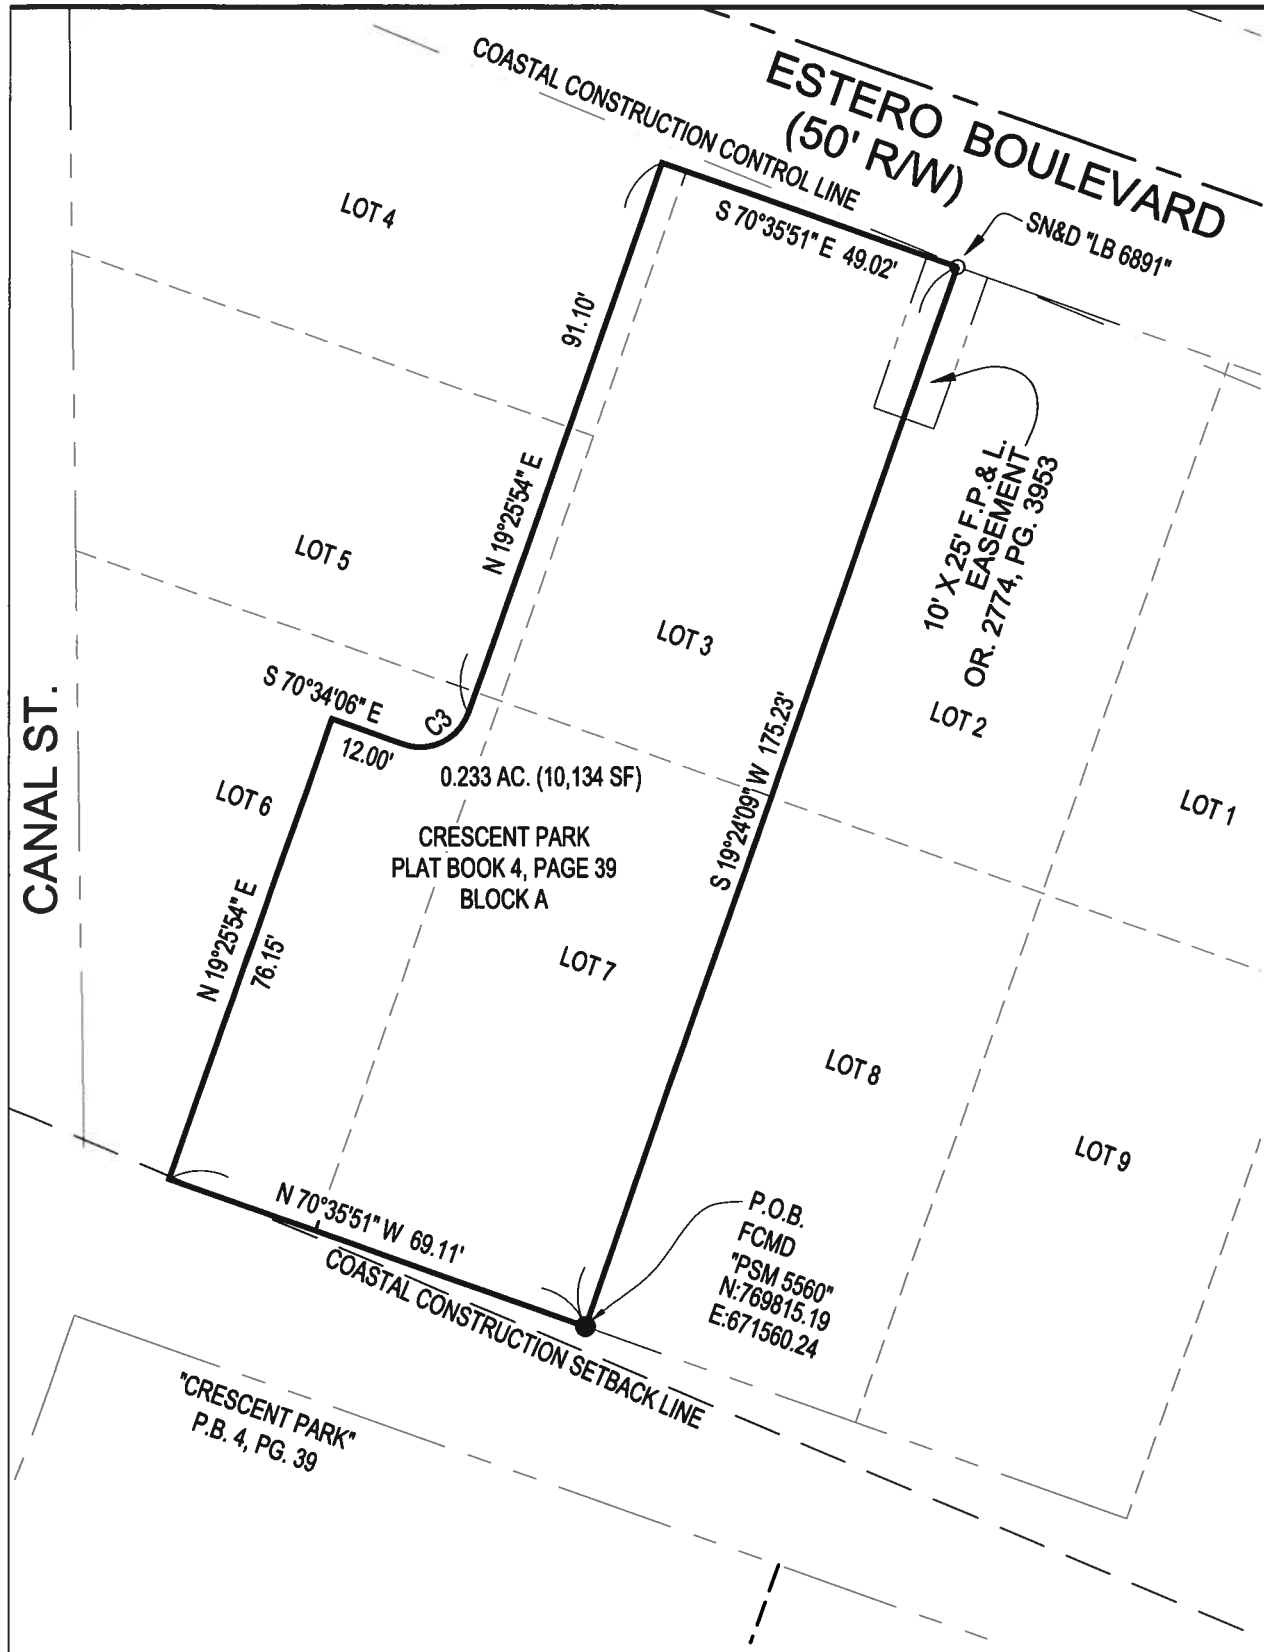 COASTAL CONSTRUCTION CONTROL LINE
ESTERO BOULEVARD
(50' R/W)
LOT 4
S 70°35'51" E 49.02'
SN&D "LB 6891"
91.10'
N 19°25'54" E
10' X 25' F.P.& L.
EASEMENT
OR. 2774, PG. 3953
LOT 5
LOT 3
S 70°34'06" E
12.00'
C3
LOT 2
CANAL ST.
LOT 6
0.233 AC. (10,134 SF)
S 19°24'09" W 175.23'
LOT 1
CRESCENT PARK
PLAT BOOK 4, PAGE 39
BLOCK A
N 19°25'54" E
76.15'
LOT 7
LOT 8
LOT 9
N 70°35'51" W 69.11'
P.O.B.
FCMD
"PSM 5560"
N:769815.19
E:671560.24
COASTAL CONSTRUCTION SETBACK LINE
"CRESCENT PARK"
P.B. 4, PG. 39